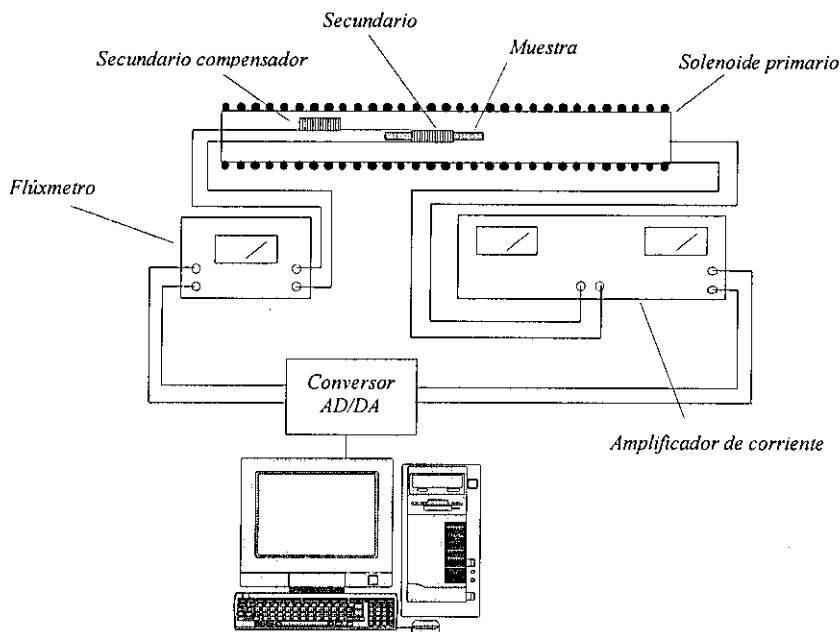 Secundario
Muestra
Secundario compensador
Solenoide primario
Flúxmetro
Conversor
AD/DA
Amplificador de corriente